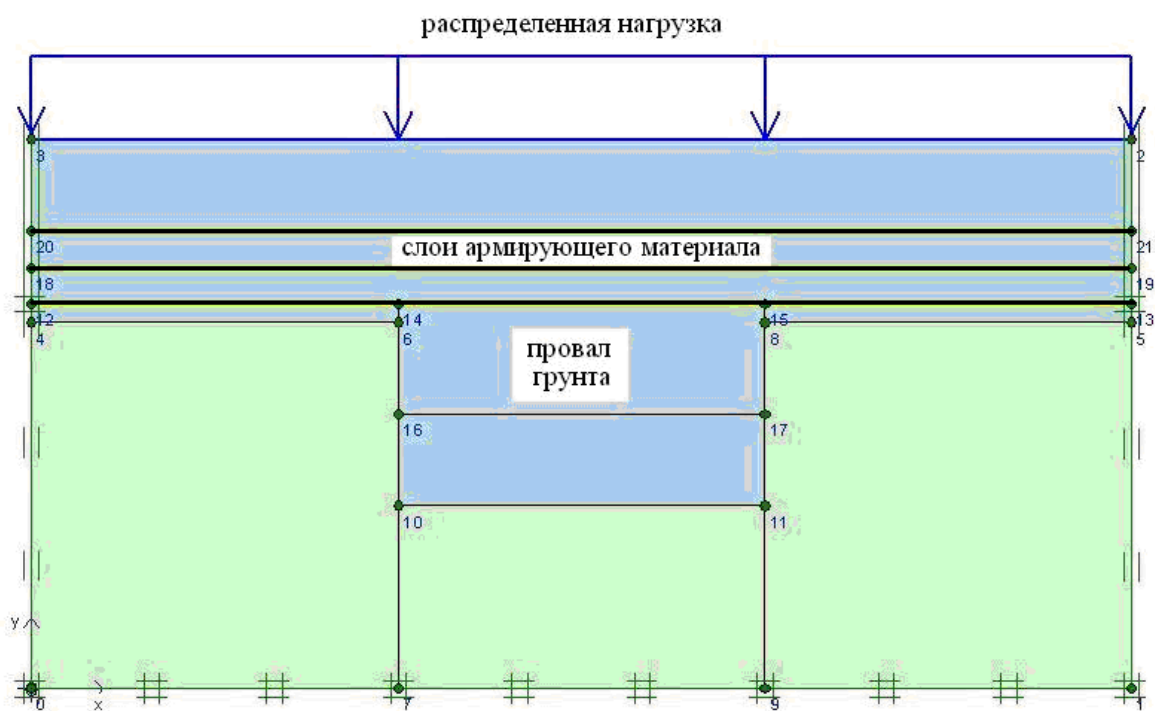 распределенная нагрузка
3 2
слои армирующего материала
20 21
18 19
12 14 15 13
4 6 8 5
провал
грунта
16 17
10 11
y
x
0 7 9 1